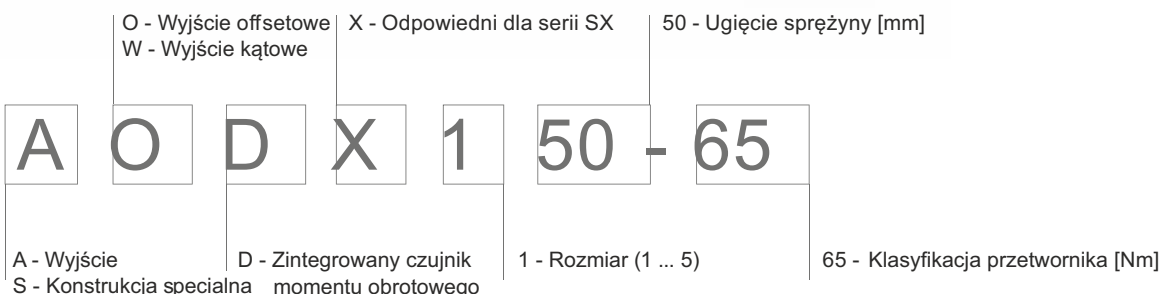 O - Wyjście offsetowe
W - Wyjście kątowe
X - Odpowiedni dla serii SX
50 - Ugięcie sprężyny [mm]
A O D X 1 50 - 65
A - Wyjście
S - Konstrukcja specjalna
D - Zintegrowany czujnik
momentu obrotowego
1 - Rozmiar (1 ... 5)
65 - Klasyfikacja przetwornika [Nm]